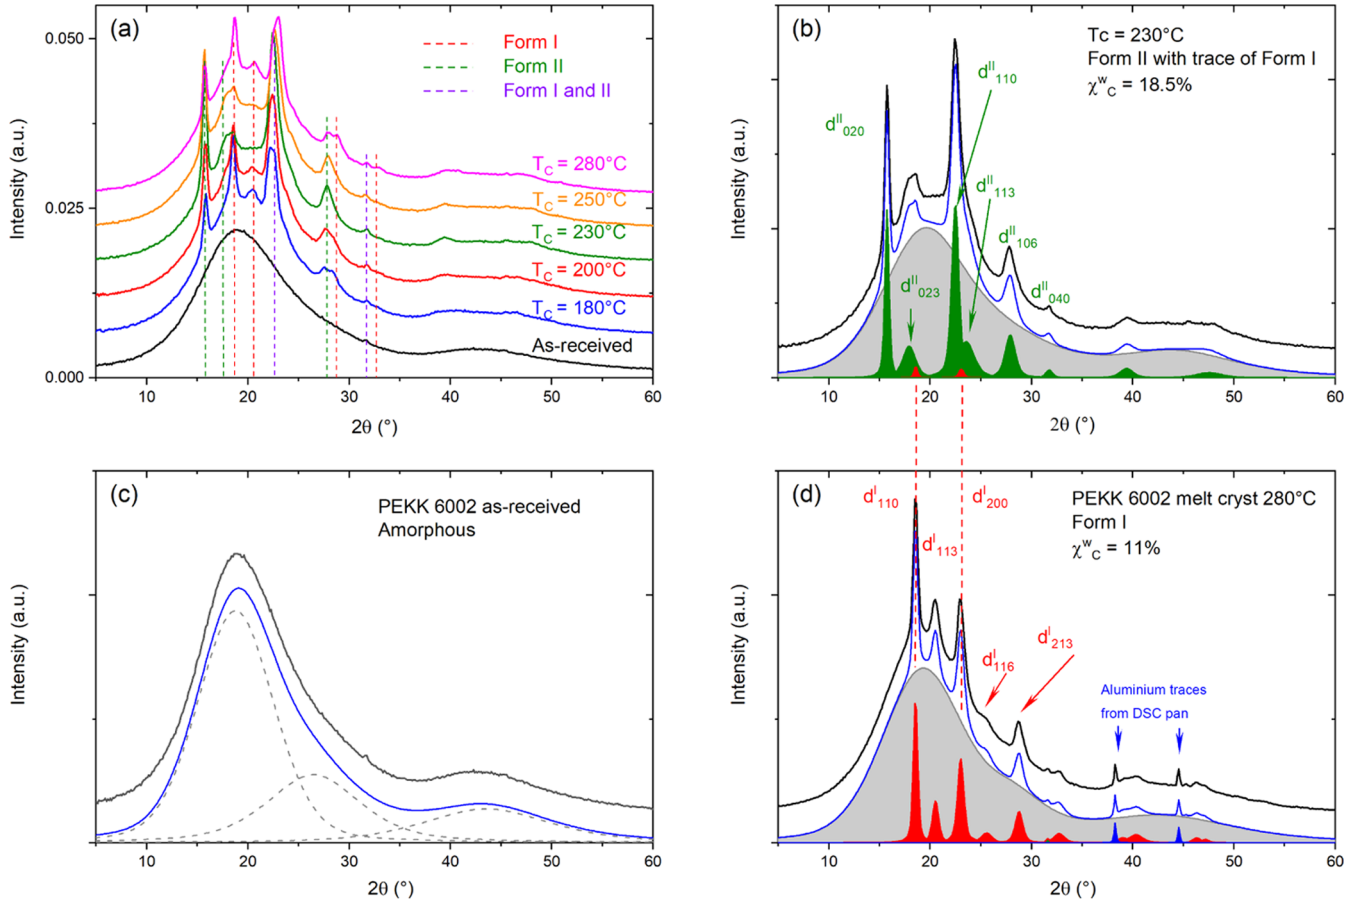 (a)
Form I
Form II
Form I and II
T_C = 280°C
T_C = 250°C
T_C = 230°C
T_C = 200°C
T_C = 180°C
As-received
0.050
0.025
0.000
Intensity (a.u.)
10 20 30 40 50 60
2θ (°)
(b)
Tc = 230°C
Form II with trace of Form I
χ^w_C = 18.5%
d^II_110
d^II_020
d^II_113
d^II_106
d^II_023
d^II_040
Intensity (a.u.)
10 20 30 40 50 60
2θ (°)
(c)
PEKK 6002 as-received
Amorphous
Intensity (a.u.)
10 20 30 40 50 60
2θ (°)
(d)
PEKK 6002 melt cryst 280°C
Form I
χ^w_C = 11%
d^I_110
d^I_200
d^I_113
d^I_116
d^I_213
Aluminium traces
from DSC pan
Intensity (a.u.)
10 20 30 40 50 60
2θ (°)